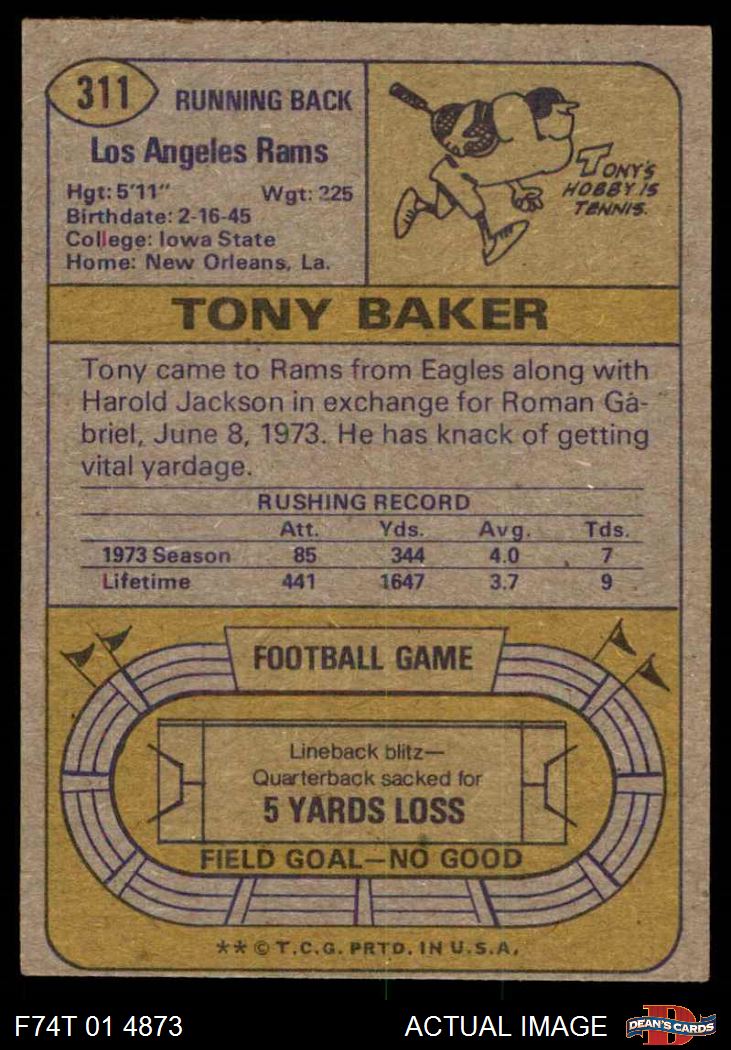 311
RUNNING BACK
Los Angeles Rams
Hgt: 5'11" Wgt: 225
Birthdate: 2-16-45
College: Iowa State
Home: New Orleans, La.
TONY'S
HOBBY IS
TENNIS.
TONY BAKER
Tony came to Rams from Eagles along with
Harold Jackson in exchange for Roman Ga-
briel, June 8, 1973. He has knack of getting
vital yardage.
RUSHING RECORD
Att. Yds. Avg. Tds.
1973 Season 85 344 4.0 7
Lifetime 441 1647 3.7 9
FOOTBALL GAME
Lineback blitz—
Quarterback sacked for
5 YARDS LOSS
FIELD GOAL—NO GOOD
** © T.C.G. PRTD. IN U.S.A.
F74T 01 4873 ACTUAL IMAGE
DEAN'S CARDS